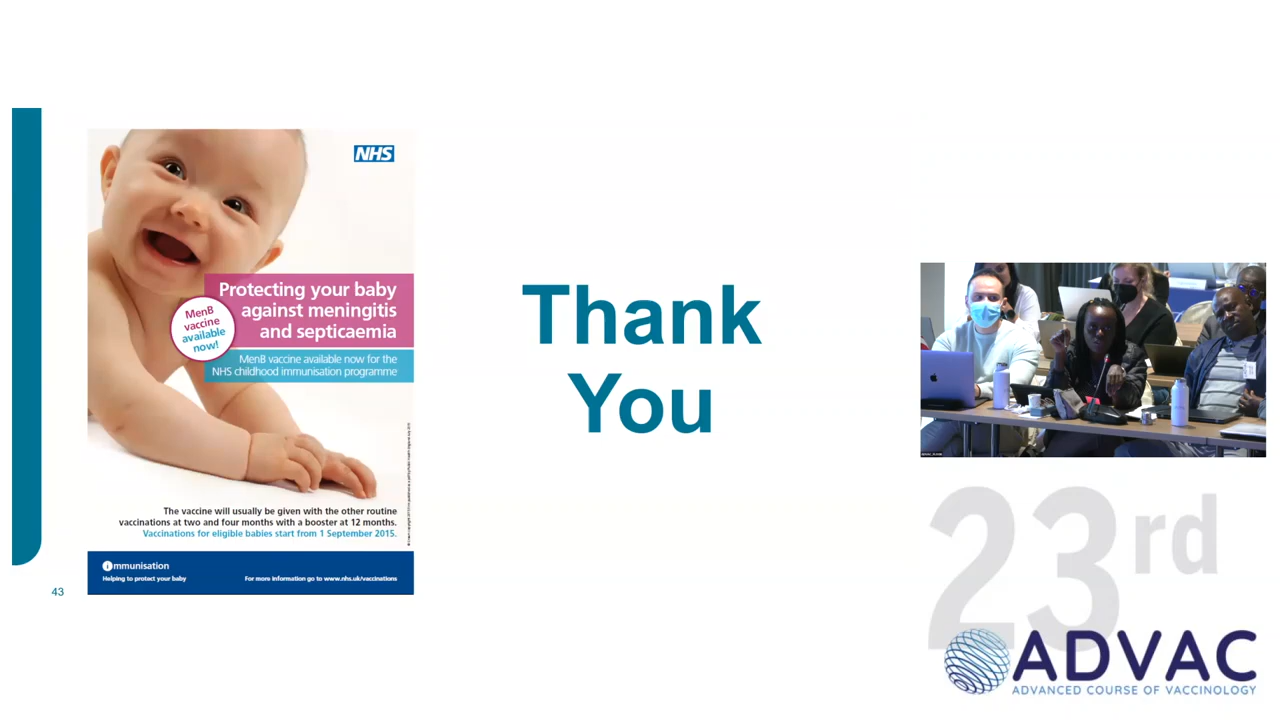 NHS
Protecting your baby
against meningitis
and septicaemia
MenB
vaccine
available
now!
MenB vaccine available now for the
NHS childhood immunisation programme
The vaccine will usually be given with the other routine
vaccinations at two and four months with a booster at 12 months.
Vaccinations for eligible babies start from 1 September 2015.
immunisation
Helping to protect your baby
For more information go to www.nhs.uk/vaccinations
43
Thank
You
23rd
ADVAC
ADVANCED COURSE OF VACCINOLOGY